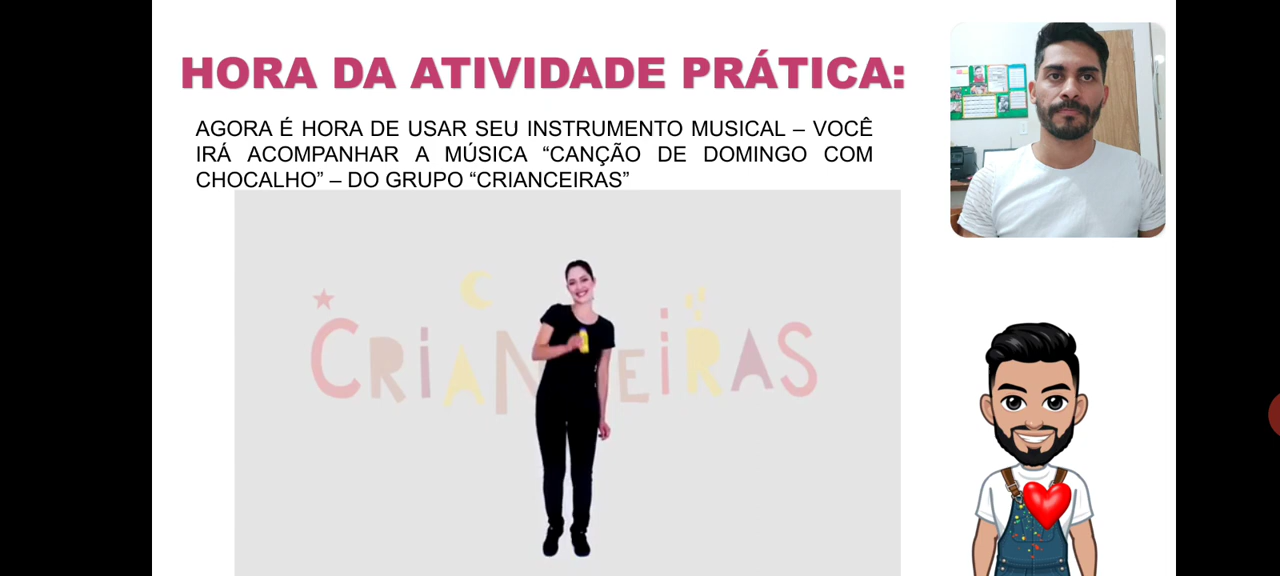 HORA DA ATIVIDADE PRÁTICA:
AGORA É HORA DE USAR SEU INSTRUMENTO MUSICAL – VOCÊ
IRÁ ACOMPANHAR A MÚSICA “CANÇÃO DE DOMINGO COM
CHOCALHO” – DO GRUPO “CRIANCEIRAS”
CRIANCEIRAS